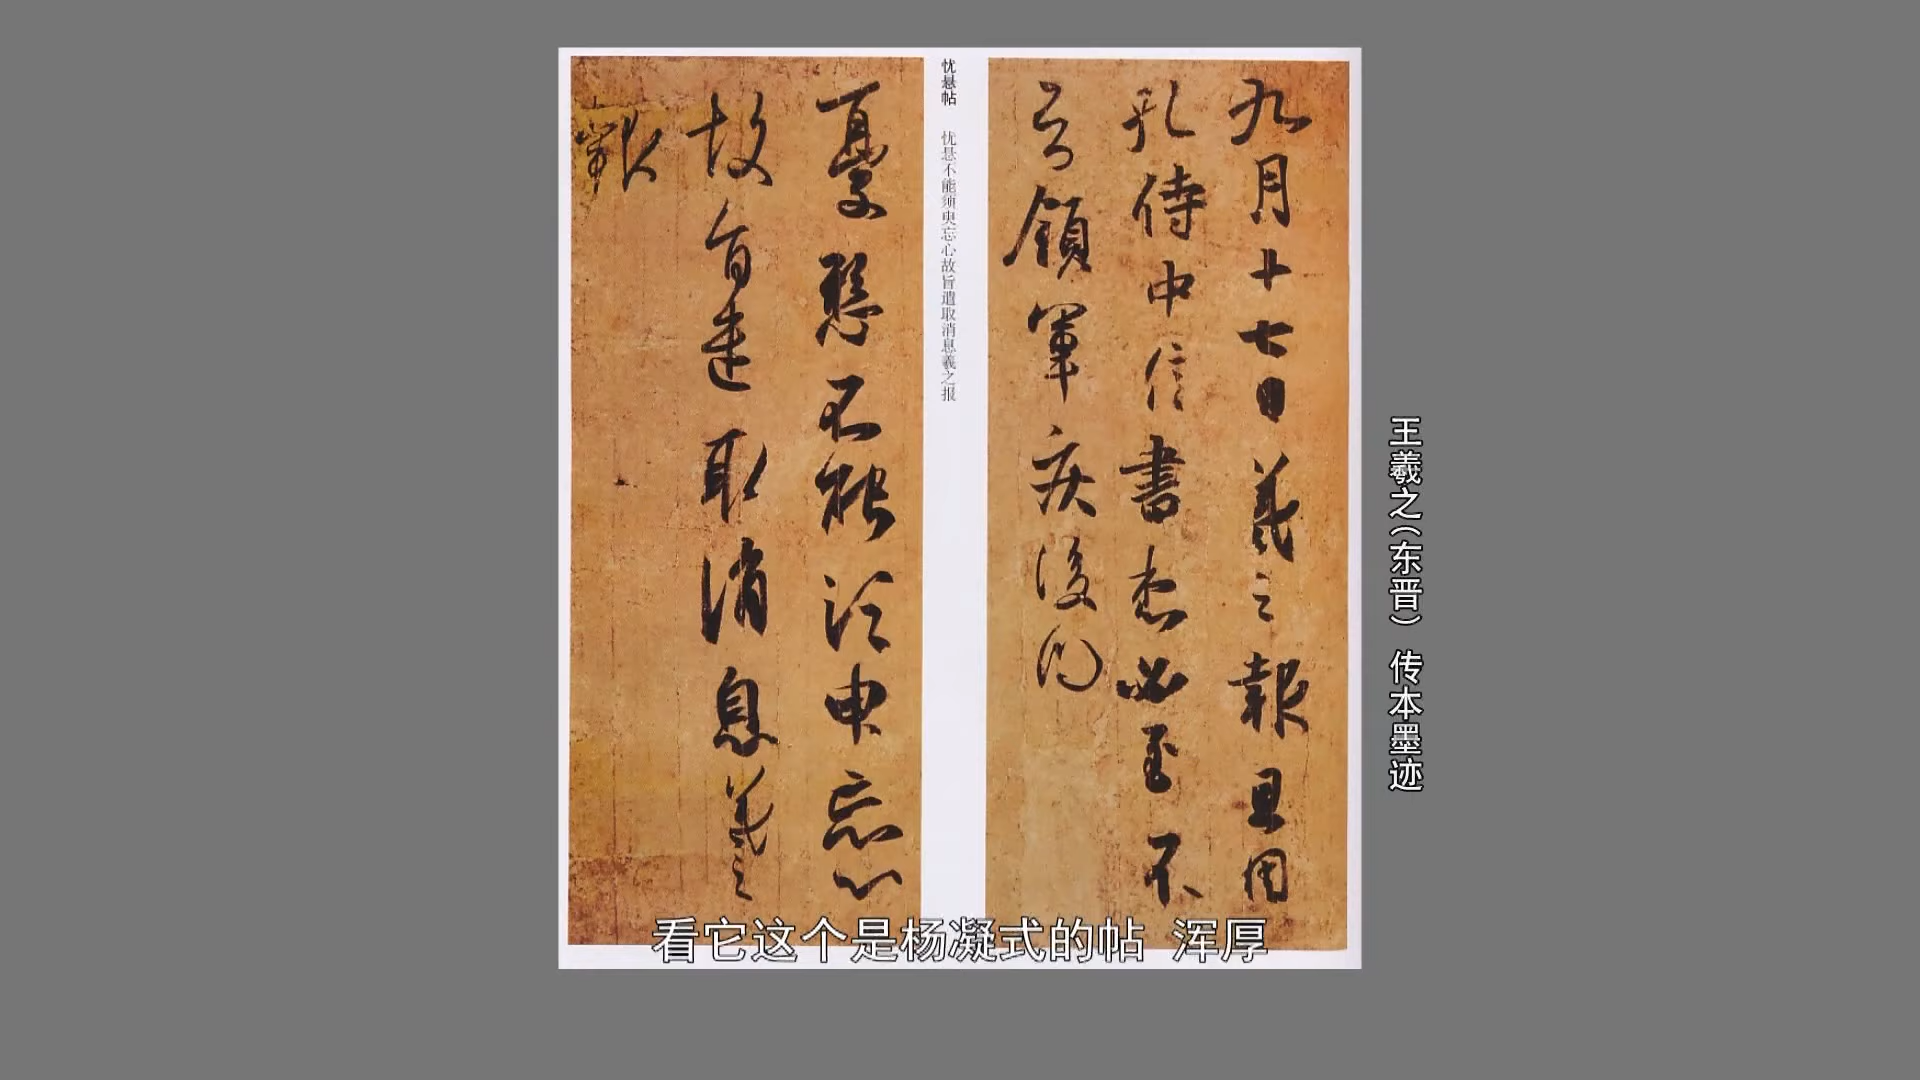 王羲之（东晋） 传本墨迹
九月十七日羲之報且因
孔侍中信書想必至不
知領軍疾後問
忧悬帖 忧悬不能须臾忘心故旨遣取消息羲之报
憂懸不能須臾忘心
故旨遣取消息羲之
報
看它这个是杨凝式的帖 浑厚